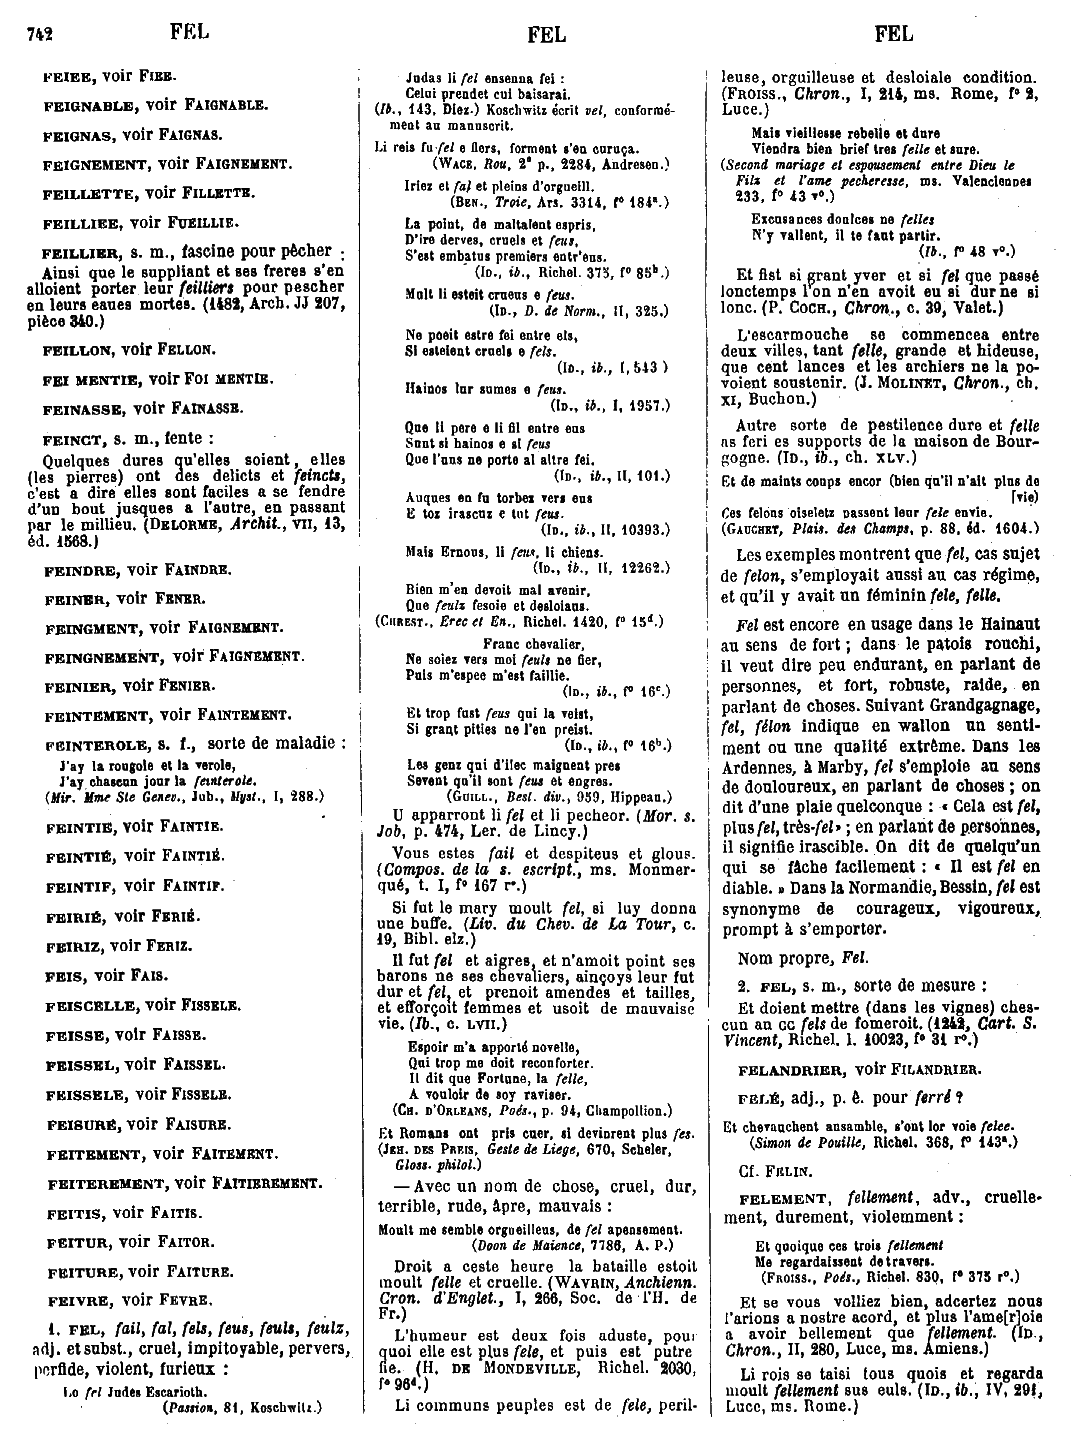 742 FEL FEL FEL
FEIEE, voir FIEE.
FEIGNABLE, voir FAIGNABLE.
FEIGNAS, voir FAIGNAS.
FEIGNEMENT, voir FAIGNEMENT.
FEILLETTE, voir FILLETTE.
FEILLIEE, voir FUEILLIE.
FEILLIER, s. m., fascine pour pêcher :
Ainsi que le suppliant et ses freres s'en
alloient porter leur feilliers pour pescher
en leurs eaues mortes. (1482, Arch. JJ 207,
pièce 340.)
FEILLON, voir FELLON.
FEI MENTIE, voir FOI MENTIE.
FEINASSE, voir FAINASSE.
FEINCT, s. m., fente :
Quelques dures qu'elles soient, elles
(les pierres) ont des delicts et feincts,
c'est a dire elles sont faciles a se fendre
d'un bout jusques a l'autre, en passant
par le millieu. (DELORME, Archit., VII, 13,
éd. 1568.)
FEINDRE, voir FAINDRE.
FEINER, voir FENER.
FEINGMENT, voir FAIGNEMENT.
FEINGNEMENT, voir FAIGNEMENT.
FEINIER, voir FENIER.
FEINTEMENT, voir FAINTEMENT.
FEINTEROLE, s. f., sorte de maladie :
J'ay la rougole et la verole,
J'ay chascun jour la feinterole.
(Mir. Mme Ste Genev., Jub., Myst., I, 288.)
FEINTIE, voir FAINTIE.
FEINTIÉ, voir FAINTIÉ.
FEINTIF, voir FAINTIF.
FEIRIÉ, voir FERIÉ.
FEIRIZ, voir FERIZ.
FEIS, voir FAIS.
FEISCELLE, voir FISSELE.
FEISSE, voir FAISSE.
FEISSEL, voir FAISSEL.
FEISSELE, voir FISSELE.
FEISURÉ, voir FAISURE.
FEITEMENT, voir FAITEMENT.
FEITEREMENT, voir FAITIEREMENT.
FEITIS, voir FAITIS.
FEITUR, voir FAITOR.
FEITURE, voir FAITURE.
FEIVRE, voir FEVRE.
1. FEL, fail, fal, fels, feus, feuls, feulz,
adj. et subst., cruel, impitoyable, pervers,
perfide, violent, furieux :
Lo fel Judes Escarioth.
(Passion, 81, Koschwitz.)
Judas li fel ensenna fei :
Celui prendet cui baisarai.
(Ib., 143, Diez.) Koschwitz écrit vel, conformé-
ment au manuscrit.
Li reis fu fel e fiers, forment s'en curuça.
(WACE, Rou, 2e p., 2284, Andresen.)
Iriez et fal et pleins d'orgueill.
(BEN., Troie, Ars. 3314, fo 184a.)
La point, de maltalent espris,
D'ire derves, cruels et feus,
S'est embatus premiers entr'eus.
(ID., ib., Richel. 375, fo 85b.)
Mult li esteit crueus e feus.
(ID., D. de Norm., II, 325.)
Ne poeit estre fei entre els,
Si esteient cruels e fels.
(ID., ib., I, 543 )
Hainos lur sumes e feus.
(ID., ib., I, 1957.)
Que li pere e li fil entre eus
Sunt si hainos e si feus
Que l'uns ne porte al altre fei.
(ID., ib., II, 101.)
Auques en fu torbez vers eus
E toz irascuz e tut feus.
(ID., ib., II, 10393.)
Mais Ernous, li feus, li chiens.
(ID., ib., II, 12262.)
Bien m'en devoit mal avenir,
Que feulz fesoie et desloiaus.
(CHREST., Erec et En., Richel. 1420, fo 15d.)
Franc chevalier,
Ne soiez vers moi feuls ne fier,
Puis m'espee m'est faillie.
(ID., ib., fo 16c.)
Et trop fust feus qui la veist,
Si grant pities ne l'en preist.
(ID., ib., fo 16b.)
Les genz qui d'ilec maignent pres
Sevent qu'il sont feus et engres.
(GUILL., Best. div., 959, Hippeau.)
U apparront li fel et li pecheor. (Mor. s.
Job, p. 474, Ler. de Lincy.)
Vous estes fail et despiteus et glous.
(Compos. de la s. escript., ms. Monmer-
qué, t. I, fo 167 ro.)
Si fut le mary moult fel, si luy donna
une buffe. (Liv. du Chev. de La Tour, c.
19, Bibl. elz.)
Il fut fel et aigres, et n'amoit point ses
barons ne ses chevaliers, ainçoys leur fut
dur et fel, et prenoit amendes et tailles,
et efforçoit femmes et usoit de mauvaise
vie. (Ib., c. LVII.)
Espoir m'a apporté novelle,
Qui trop me doit reconforter.
Il dit que Fortune, la felle,
A vouloir de soy raviser.
(CH. D'ORLEANS, Poés., p. 94, Champollion.)
Et Romans ont pris cuer, si devinrent plus fes.
(JEH. DES PREIS, Geste de Liege, 670, Scheler,
Gloss. philol.)
— Avec un nom de chose, cruel, dur,
terrible, rude, âpre, mauvais :
Moult me semble orgueilleus, de fel apensement.
(Doon de Maience, 7786, A. P.)
Droit a ceste heure la bataille estoit
moult felle et cruelle. (WAVRIN, Anchienn.
Cron. d'Englet., I, 266, Soc. de l'H. de
Fr.)
L'humeur est deux fois aduste, pour
quoi elle est plus fele, et puis est putre
fie. (H. DE MONDEVILLE, Richel. 2030,
fo 96d.)
Li communs peuples est de fele, peril-
leuse, orguilleuse et desloiale condition.
(FROISS., Chron., I, 214, ms. Rome, fo 2,
Luce.)
Mais vieillesse rebelle et dure
Viendra bien brief tres felle et sure.
(Second mariage et espousement entre Dieu le
Filz et l'ame pecheresse, ms. Valenciennes
233, fo 43 vo.)
Excusances donlces ne felles
N'y vallent, il te faut partir.
(Ib., fo 48 vo.)
Et fist si grant yver et si fel que passé
lonctemps l'on n'en avoit eu si dur ne si
lonc. (P. COCH., Chron., c. 39, Valet.)
L'escarmouche se commencea entre
deux villes, tant felle, grande et hideuse,
que cent lances et les archiers ne la po-
voient soustenir. (J. MOLINET, Chron., ch.
XI, Buchon.)
Autre sorte de pestilence dure et felle
as feri es supports de la maison de Bour-
gogne. (ID., ib., ch. XLV.)
Et de maints coups encor (bien qu'il n'ait plus de
[vie)
Ces felons oiseletz passent leur fele envie.
(GAUCHET, Plais. des Champs, p. 88, éd. 1604.)
Les exemples montrent que fel, cas sujet
de felon, s'employait aussi au cas régime,
et qu'il y avait un féminin fele, felle.
Fel est encore en usage dans le Hainaut
au sens de fort ; dans le patois rouchi,
il veut dire peu endurant, en parlant de
personnes, et fort, robuste, raide, en
parlant de choses. Suivant Grandgagnage,
fel, félon indique en wallon un senti-
ment ou une qualité extrême. Dans les
Ardennes, à Marby, fel s'emploie au sens
de douloureux, en parlant de choses ; on
dit d'une plaie quelconque : « Cela est fel,
plus fel, très-fel » ; en parlant de personnes,
il signifie irascible. On dit de quelqu'un
qui se fâche facilement : « Il est fel en
diable. » Dans la Normandie, Bessin, fel est
synonyme de courageux, vigoureux,
prompt à s'emporter.
Nom propre, Fel.
2. FEL, s. m., sorte de mesure :
Et doient mettre (dans les vignes) ches-
cun an CC fels de fomeroit. (1242, Cart. S.
Vincent, Richel. l. 10023, fo 31 ro.)
FELANDRIER, voir FILANDRIER.
FELÉ, adj., p. ê. pour ferré ?
Et chevauchent ansamble, s'ont lor voie felee.
(Simon de Pouille, Richel. 368, fo 143a.)
Cf. FELIN.
FELEMENT, fellement, adv., cruelle-
ment, durement, violemment :
Et quoique ces trois fellement
Me regardaissent de travers.
(FROISS., Poés., Richel. 830, fo 375 ro.)
Et se vous volliez bien, adcertez nous
l'arions a nostre acord, et plus l'ame[r]oie
a avoir bellement que fellement. (ID.,
Chron., II, 280, Luce, ms. Amiens.)
Li rois se taisi tous quois et regarda
moult fellement sus euls. (ID., ib., IV, 291,
Luce, ms. Rome.)